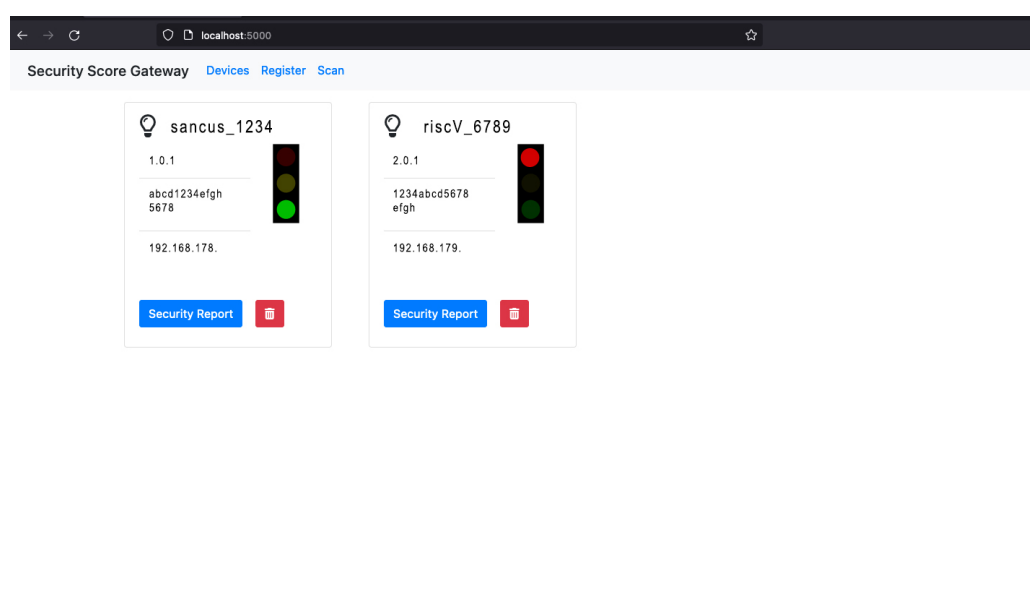 localhost:5000
Security Score Gateway Devices Register Scan
sancus_1234
1.0.1
abcd1234efgh
5678
192.168.178.
Security Report
riscV_6789
2.0.1
1234abcd5678
efgh
192.168.179.
Security Report